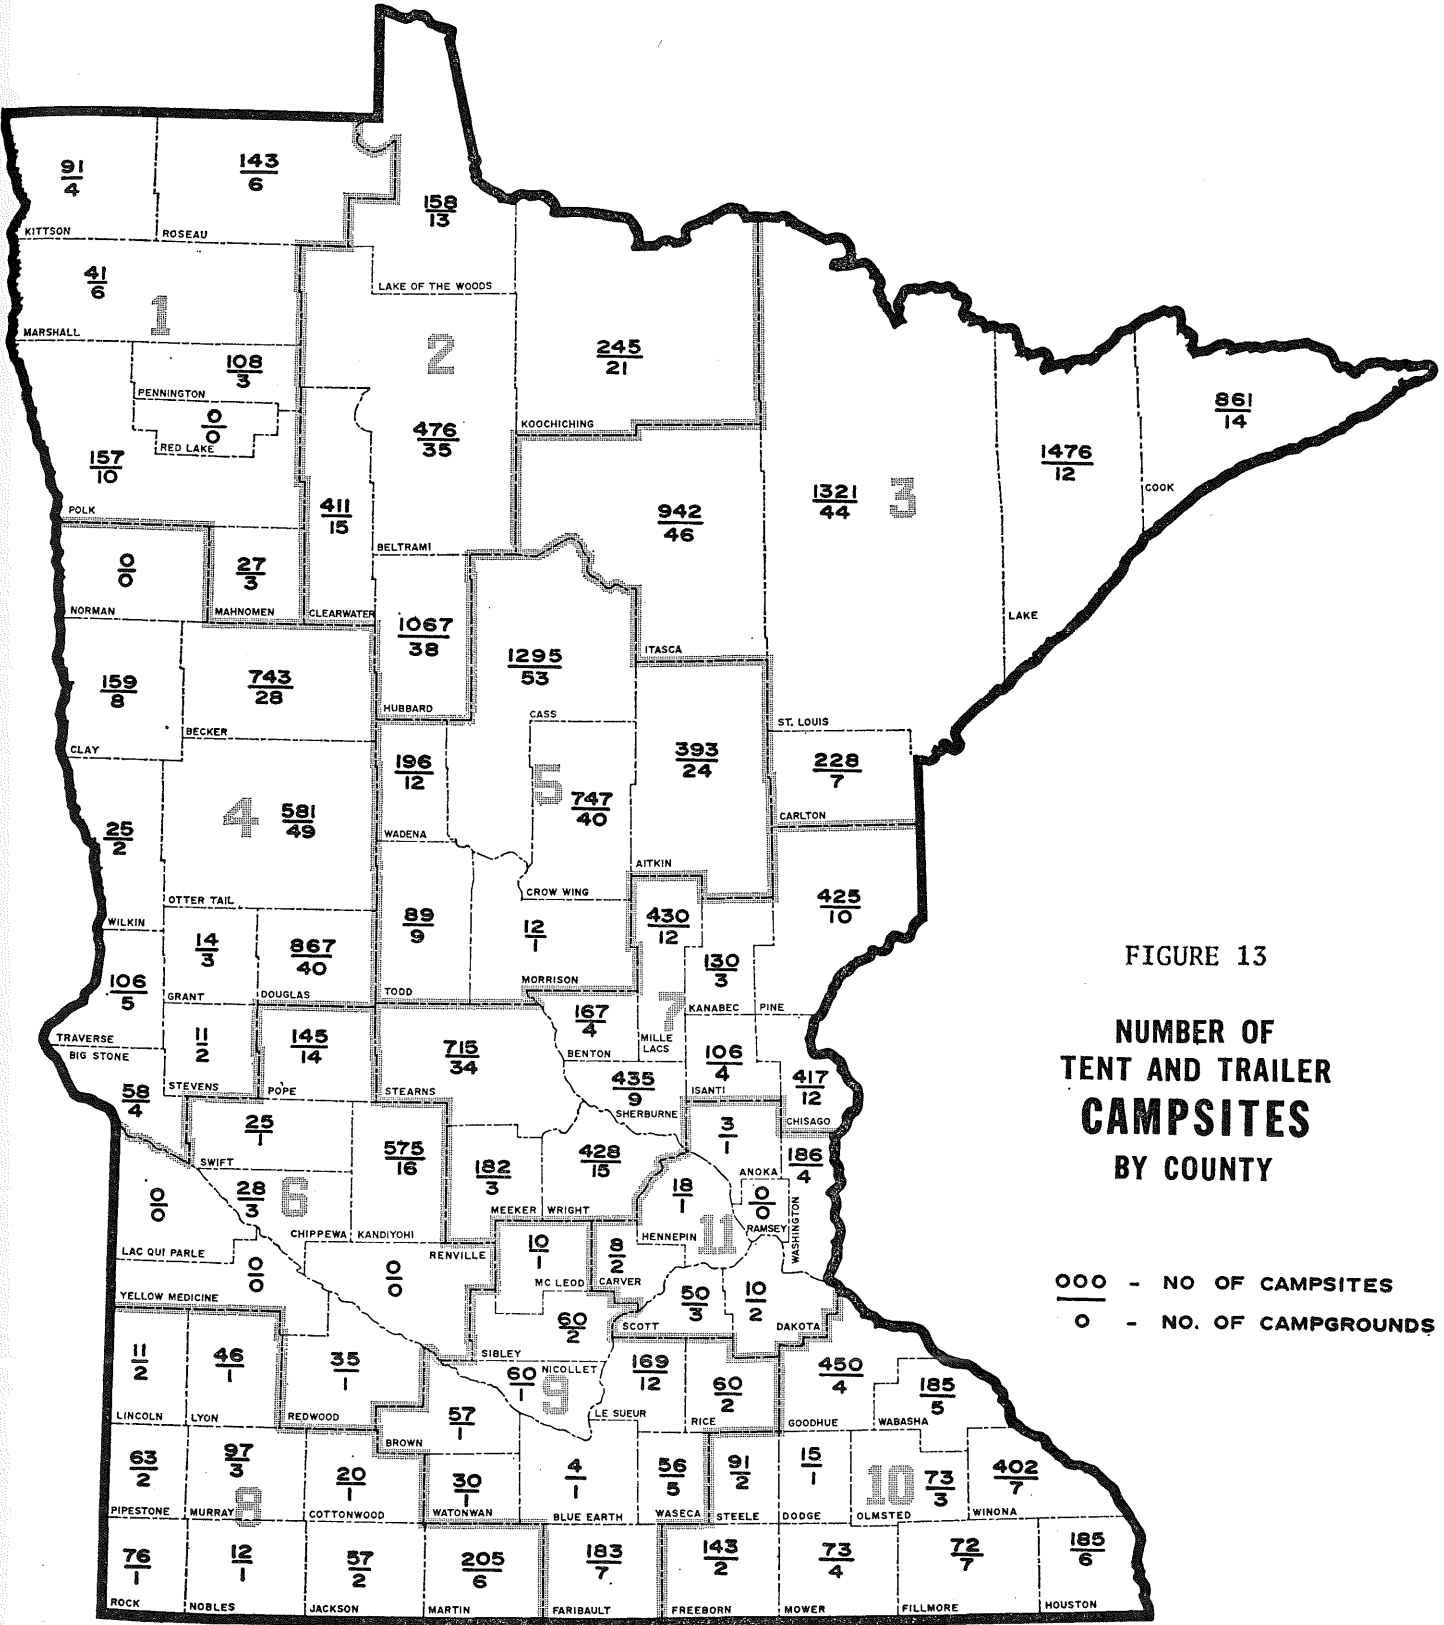 91
4
KITTSON
143
6
ROSEAU
158
13
LAKE OF THE WOODS
41
6
MARSHALL
1
108
3
PENNINGTON
0
0
RED LAKE
157
10
POLK
2
245
21
KOOCHICHING
476
35
BELTRAMI
411
15
CLEARWATER
942
46
ITASCA
1321
44
3
ST. LOUIS
1476
12
LAKE
861
14
COOK
0
0
NORMAN
27
3
MAHNOMEN
1067
38
HUBBARD
1295
53
CASS
159
8
CLAY
743
28
BECKER
196
12
WADENA
5
747
40
CROW WING
393
24
AITKIN
228
7
CARLTON
25
2
WILKIN
4
581
49
OTTER TAIL
89
9
TODD
12
1
MORRISON
430
12
MILLE
LACS
130
3
KANABEC
425
10
PINE
106
5
TRAVERSE
14
3
GRANT
867
40
DOUGLAS
7
BIG STONE
58
4
11
2
STEVENS
145
14
POPE
715
34
STEARNS
167
4
BENTON
435
9
SHERBURNE
106
4
ISANTI
417
12
CHISAGO
25
1
SWIFT
575
16
KANDIYOHI
182
3
MEEKER
428
15
WRIGHT
3
1
ANOKA
186
4
WASHINGTON
0
0
RAMSEY
0
0
LAC QUI PARLE
28
3
6
CHIPPEWA
18
1
HENNEPIN
11
0
0
YELLOW MEDICINE
0
0
RENVILLE
10
1
MC LEOD
8
2
CARVER
50
3
SCOTT
10
2
DAKOTA
11
2
LINCOLN
46
1
LYON
35
1
REDWOOD
60
2
SIBLEY
60
1
NICOLLET
9
169
12
LE SUEUR
60
2
RICE
450
4
GOODHUE
185
5
WABASHA
57
1
BROWN
63
2
PIPESTONE
97
3
MURRAY
8
20
1
COTTONWOOD
30
1
WATONWAN
4
1
BLUE EARTH
56
5
WASECA
91
2
STEELE
15
1
DODGE
10
73
3
OLMSTED
402
7
WINONA
76
1
ROCK
12
1
NOBLES
57
2
JACKSON
205
6
MARTIN
183
7
FARIBAULT
143
2
FREEBORN
73
4
MOWER
72
7
FILLMORE
185
6
HOUSTON
FIGURE 13
NUMBER OF
TENT AND TRAILER
CAMPSITES
BY COUNTY
000 - NO OF CAMPSITES
0 - NO. OF CAMPGROUNDS